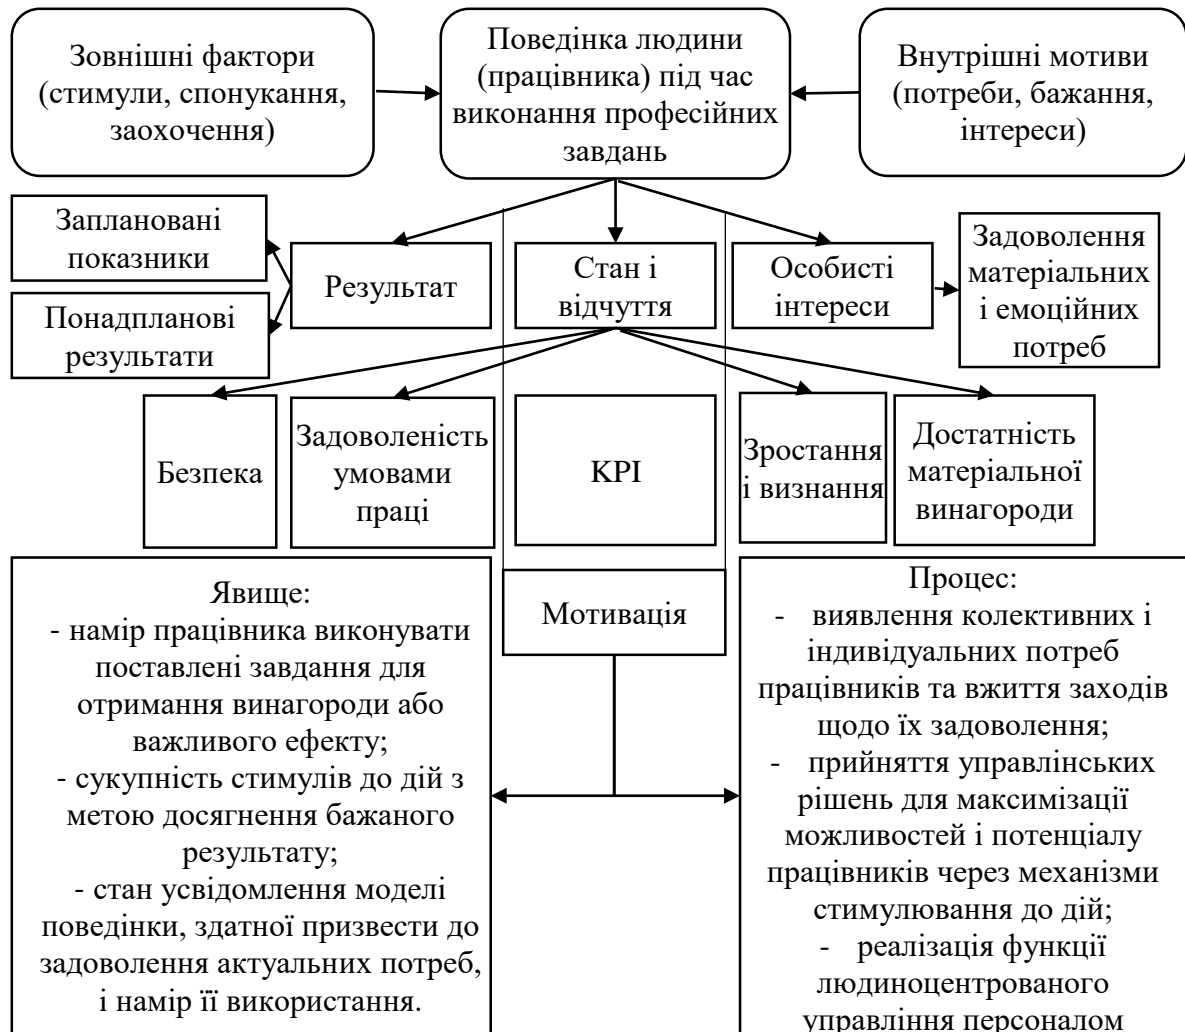 Зовнішні фактори
(стимули, спонукання,
заохочення)
Поведінка людини
(працівника) під час
виконання професійних
завдань
Внутрішні мотиви
(потреби, бажання,
інтереси)
Заплановані
показники
Понадпланові
результати
Результат
Стан і
відчуття
Особисті
інтереси
Задоволення
матеріальних
і емоційних
потреб
Безпека
Задоволеність
умовами
праці
KPI
Зростання
і визнання
Достатність
матеріальної
винагороди
Явище:
- намір працівника виконувати
поставлені завдання для
отримання винагороди або
важливого ефекту;
- сукупність стимулів до дій з
метою досягнення бажаного
результату;
- стан усвідомлення моделі
поведінки, здатної призвести до
задоволення актуальних потреб,
і намір її використання.
Мотивація
Процес:
- виявлення колективних і
індивідуальних потреб
працівників та вжиття заходів
щодо їх задоволення;
- прийняття управлінських
рішень для максимізації
можливостей і потенціалу
працівників через механізми
стимулювання до дій;
- реалізація функції
людиноцентрованого
управління персоналом